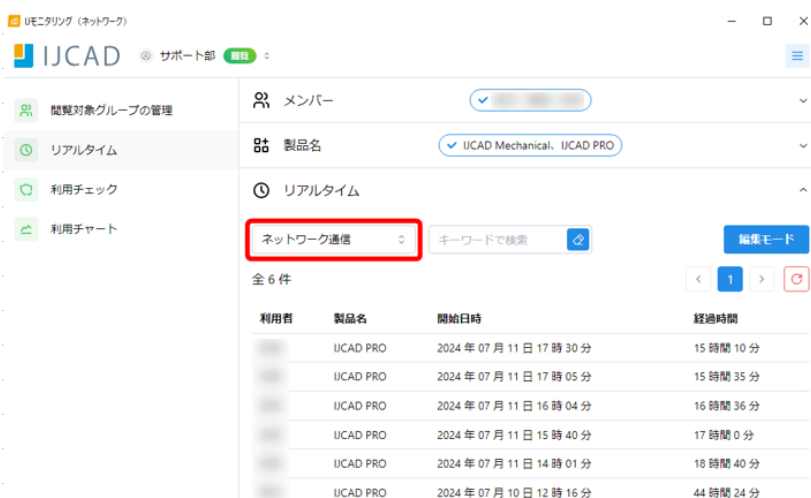 IJモニタリング（ネットワーク）
IJCAD サポート部 閲覧
閲覧対象グループの管理
リアルタイム
利用チェック
利用チャート
メンバー
製品名 IJCAD Mechanical、IJCAD PRO
リアルタイム
ネットワーク通信 キーワードで検索 編集モード
全 6 件 1
利用者 製品名 開始日時 経過時間
IJCAD PRO 2024 年 07 月 11 日 17 時 30 分 15 時間 10 分
IJCAD PRO 2024 年 07 月 11 日 17 時 05 分 15 時間 35 分
IJCAD PRO 2024 年 07 月 11 日 16 時 04 分 16 時間 36 分
IJCAD PRO 2024 年 07 月 11 日 15 時 40 分 17 時間 0 分
IJCAD PRO 2024 年 07 月 11 日 14 時 01 分 18 時間 40 分
IJCAD PRO 2024 年 07 月 10 日 12 時 16 分 44 時間 24 分